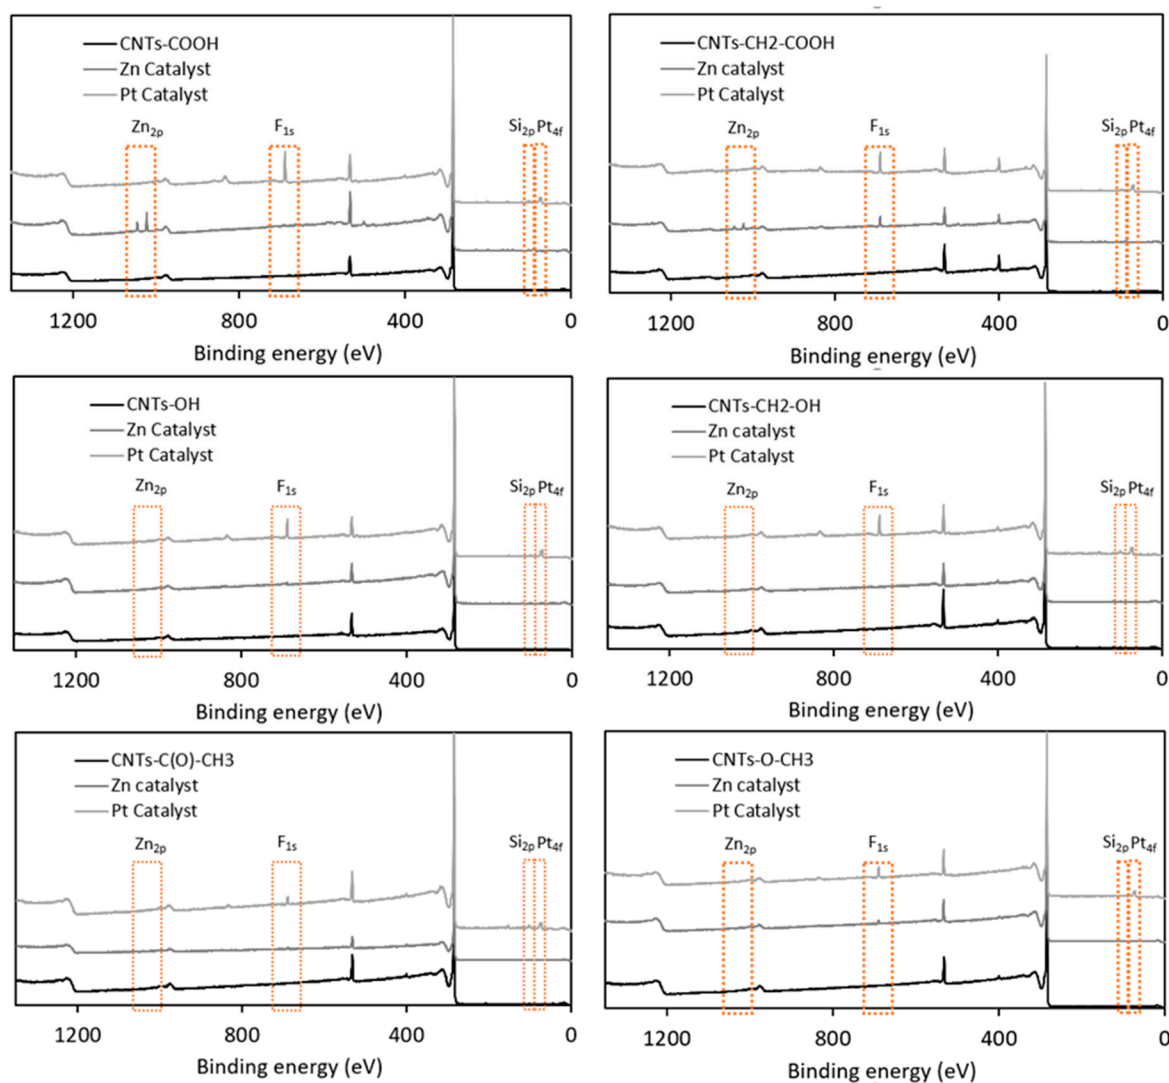 CNTs-COOH
Zn Catalyst
Pt Catalyst
Zn2p
F1s
Si2p Pt4f
1200 800 400 0
Binding energy (eV)
CNTs-CH2-COOH
Zn catalyst
Pt Catalyst
Zn2p
F1s
Si2p Pt4f
1200 800 400 0
Binding energy (eV)
CNTs-OH
Zn Catalyst
Pt Catalyst
Zn2p
F1s
Si2p Pt4f
1200 800 400 0
Binding energy (eV)
CNTs-CH2-OH
Zn catalyst
Pt Catalyst
Zn2p
F1s
Si2p Pt4f
1200 800 400 0
Binding energy (eV)
CNTs-C(O)-CH3
Zn catalyst
Pt Catalyst
Zn2p
F1s
Si2p Pt4f
1200 800 400 0
Binding energy (eV)
CNTs-O-CH3
Zn catalyst
Pt Catalyst
Zn2p
F1s
Si2p Pt4f
1200 800 400 0
Binding energy (eV)